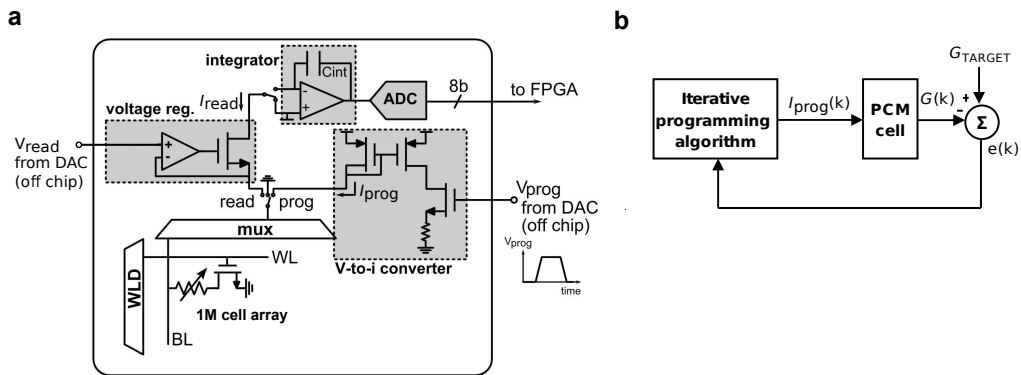 a
integrator
Cint
Iread
ADC
8b
to FPGA
voltage reg.
+
-
-
+
Vread
from DAC
(off chip)
read
prog
Iprog
Vprog
from DAC
(off chip)
mux
V-to-i converter
Vprog
time
WLD
WL
1M cell array
BL
b
GTARGET
Iterative
programming
algorithm
Iprog(k)
PCM
cell
G(k)
+
-
Σ
e(k)